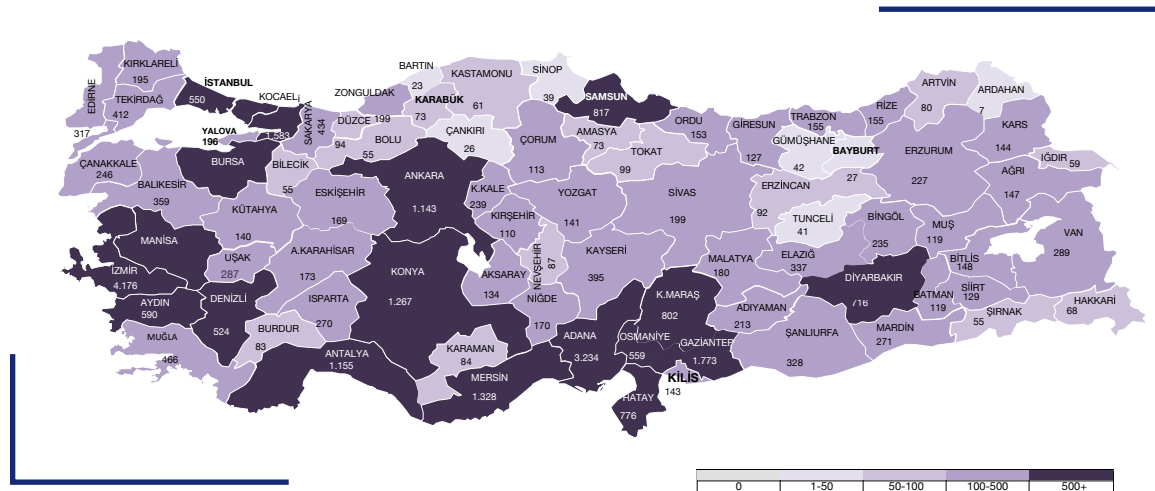 KIRKLARELİ
195
EDİRNE
317
TEKİRDAĞ
412
İSTANBUL
550
KOCAELİ
1.583
YALOVA
196
SAKARYA
434
DÜZCE
94
ZONGULDAK
199
BARTIN
23
KARABÜK
73
KASTAMONU
61
SİNOP
39
SAMSUN
817
ORDU
153
GİRESUN
127
TRABZON
155
RİZE
155
ARTVİN
80
ARDAHAN
7
KARS
144
IĞDIR
59
AĞRI
147
ERZURUM
227
BAYBURT
27
GÜMÜŞHANE
42
ERZİNCAN
92
TUNCELİ
41
BİNGÖL
235
MUŞ
119
VAN
289
BİTLİS
148
SİİRT
129
BATMAN
119
HAKKARİ
68
ŞIRNAK
55
MARDİN
271
DİYARBAKIR
716
ELAZIĞ
337
MALATYA
180
ADIYAMAN
213
ŞANLIURFA
328
K.MARAŞ
802
GAZİANTEP
1.773
KİLİS
143
OSMANİYE
559
HATAY
776
ADANA
3.234
MERSİN
1.328
KARAMAN
84
NİĞDE
170
KAYSERİ
395
SİVAS
199
TOKAT
99
AMASYA
73
ÇORUM
113
YOZGAT
141
ÇANKIRI
26
K.KALE
239
KIRŞEHİR
110
NEVŞEHİR
87
AKSARAY
134
ANKARA
1.143
KONYA
1.267
BOLU
55
BİLECİK
55
ESKİŞEHİR
169
BURSA
ÇANAKKALE
246
BALIKESİR
359
KÜTAHYA
140
A.KARAHİSAR
173
UŞAK
287
MANİSA
İZMİR
4.176
AYDIN
590
DENİZLİ
524
MUĞLA
466
BURDUR
83
ISPARTA
270
ANTALYA
1.155
0 1-50 50-100 100-500 500+